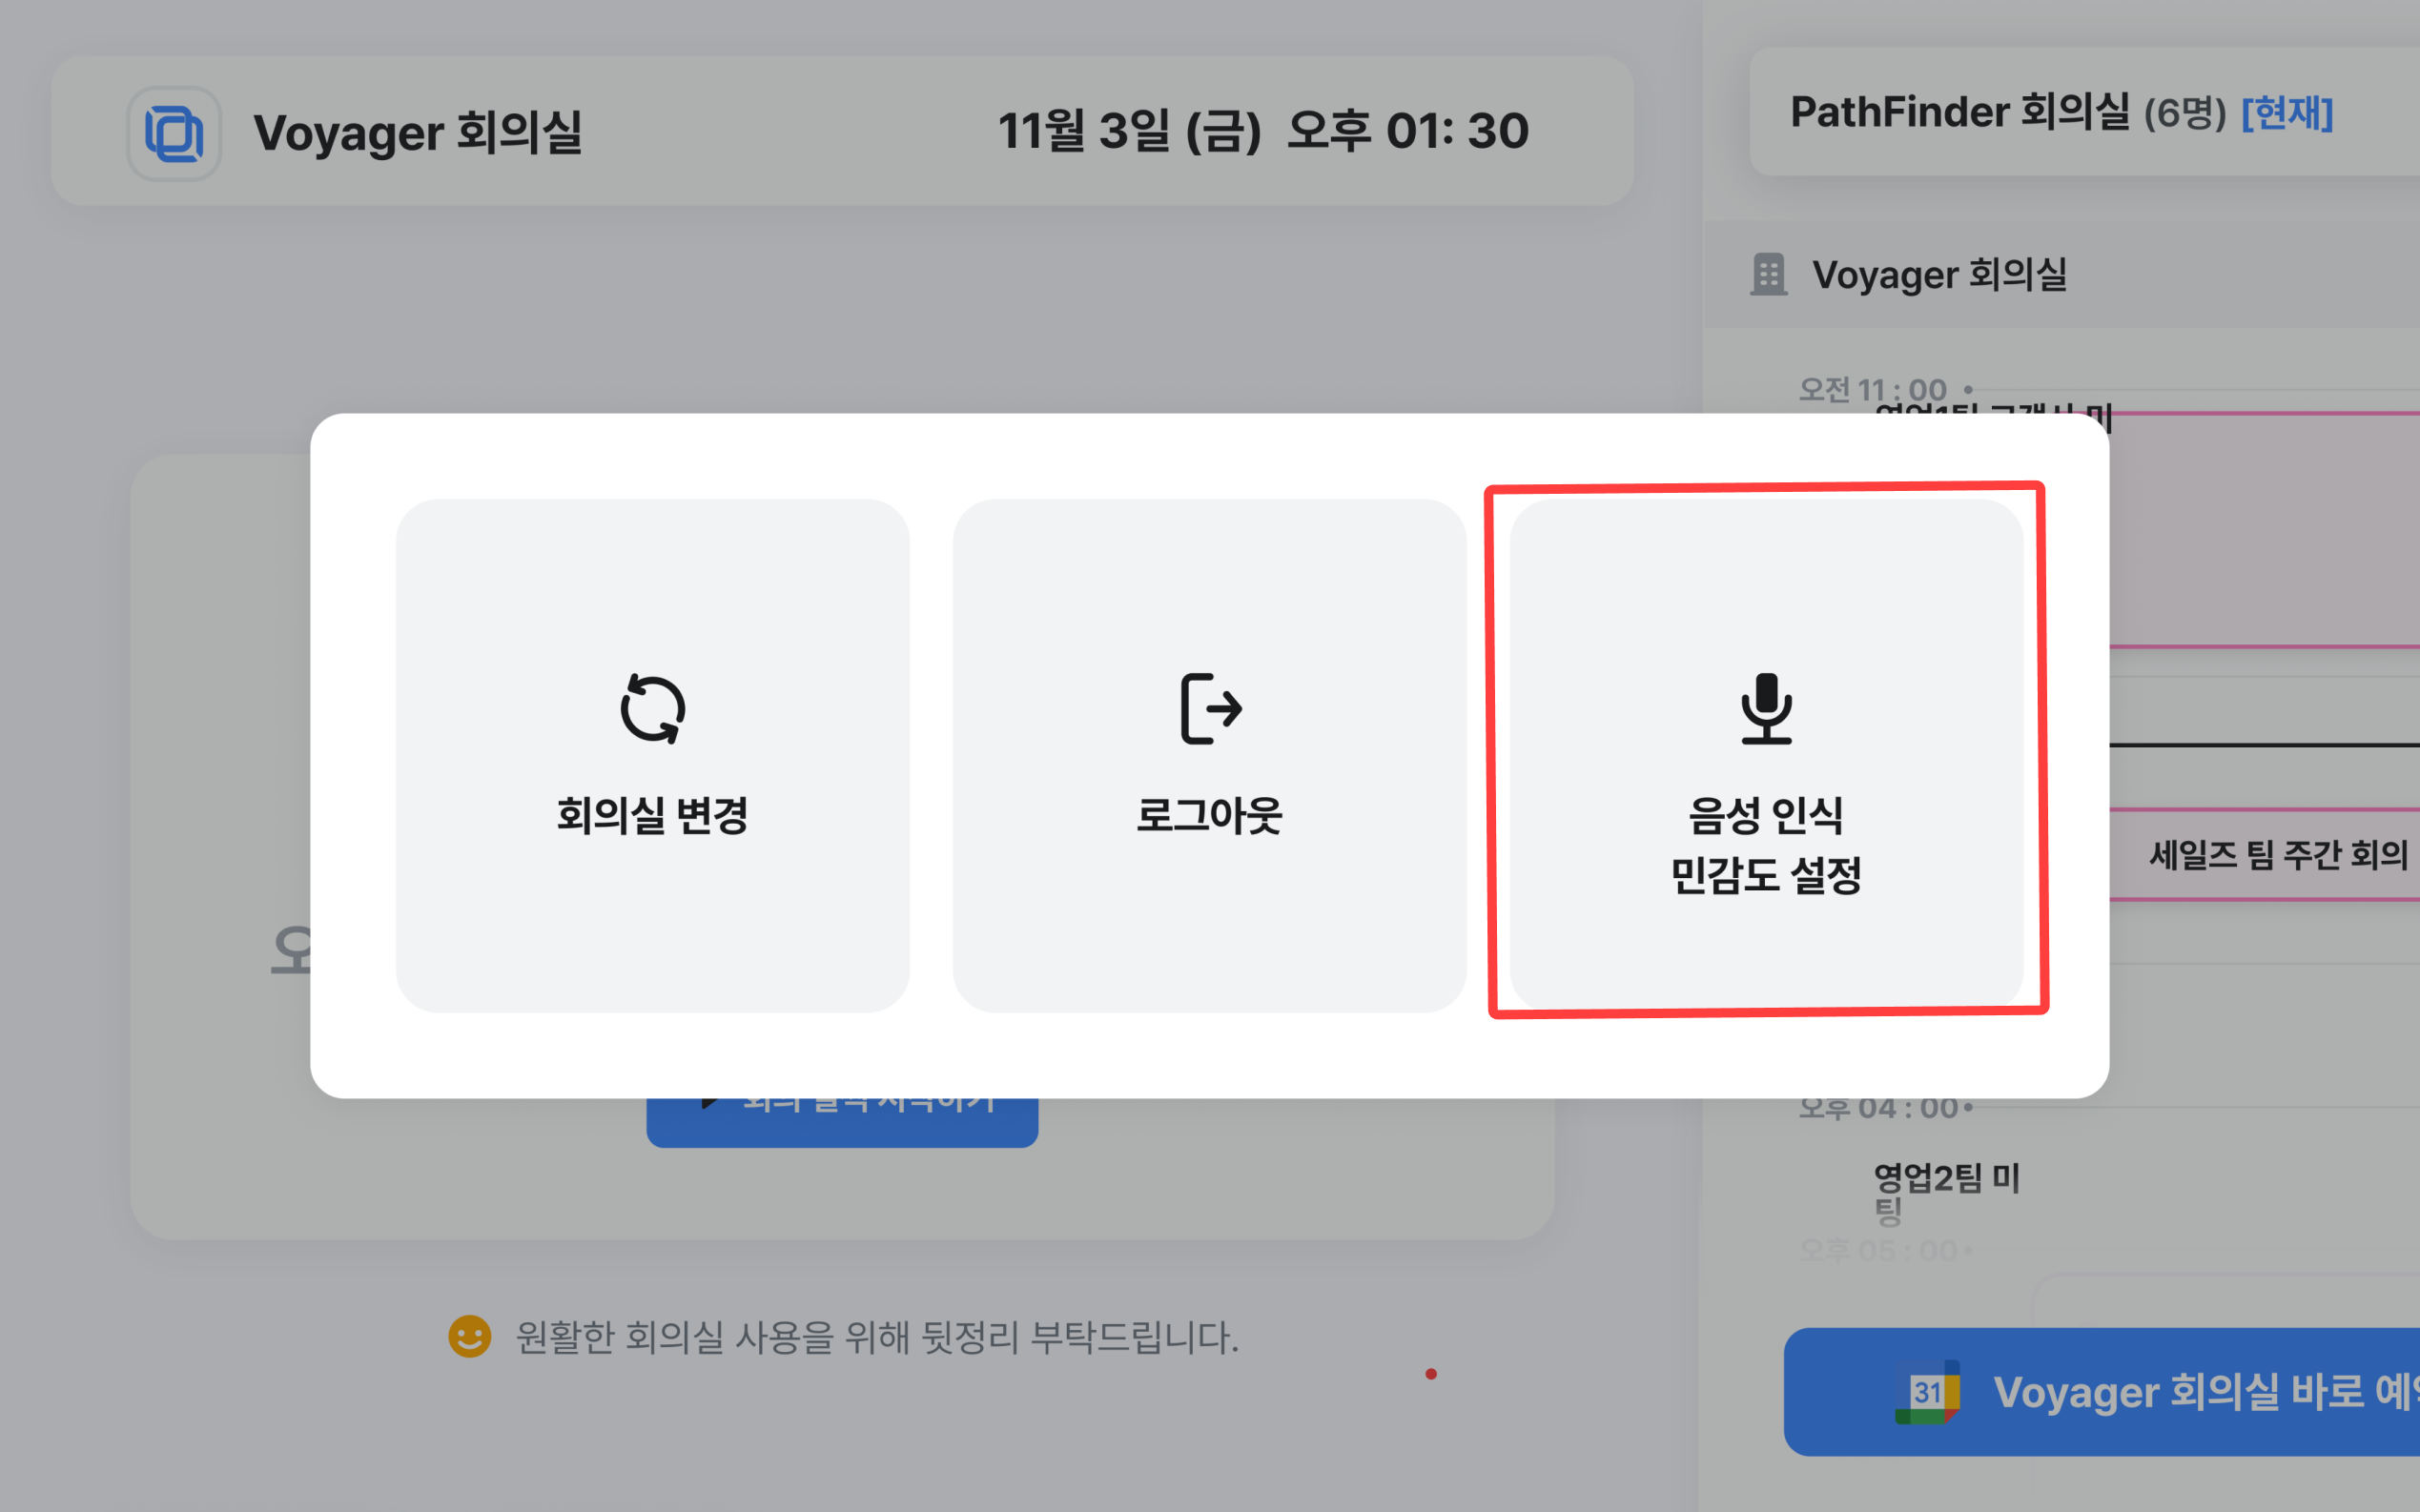 Voyager 회의실
11월 3일 (금) 오후 01: 30
PathFinder 회의실 (6명) [현재]
Voyager 회의실
오전 11 : 00
회의실 변경
로그아웃
음성 인식
민감도 설정
세일즈 팀 주간 회의
오후 04 : 00
영업2팀 미
팅
오후 05 : 00
원활한 회의실 사용을 위해 뒷정리 부탁드립니다.
31
Voyager 회의실 바로